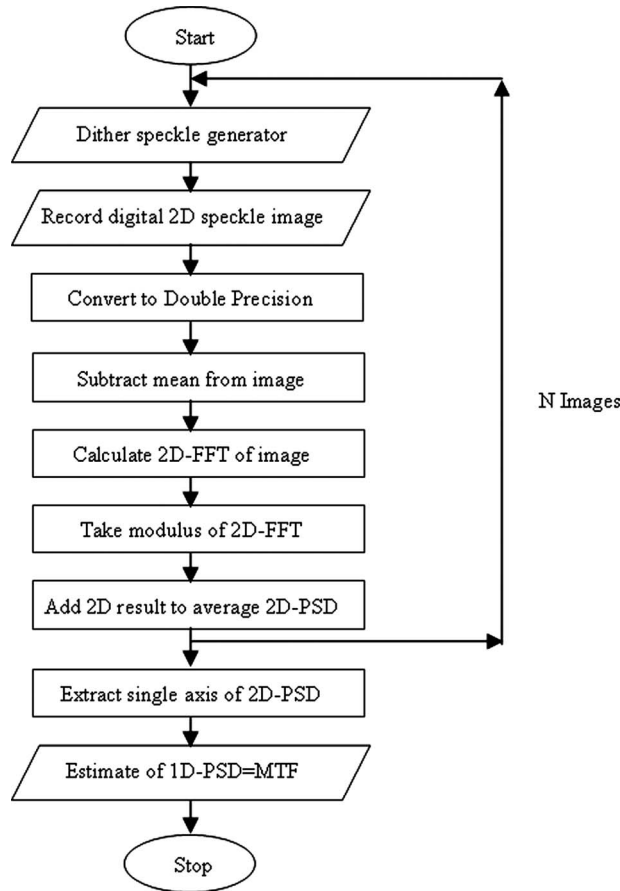 Start
Dither speckle generator
Record digital 2D speckle image
Convert to Double Precision
Subtract mean from image
N Images
Calculate 2D-FFT of image
Take modulus of 2D-FFT
Add 2D result to average 2D-PSD
Extract single axis of 2D-PSD
Estimate of 1D-PSD=MTF
Stop